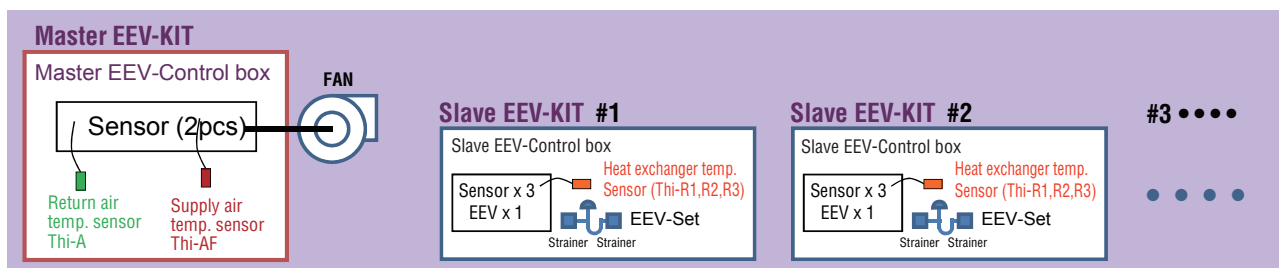 Master EEV-KIT
Master EEV-Control box
Sensor (2pcs)
Return air
temp. sensor
Thi-A
Supply air
temp. sensor
Thi-AF
FAN
Slave EEV-KIT #1
Slave EEV-Control box
Sensor x 3
EEV x 1
Heat exchanger temp.
Sensor (Thi-R1,R2,R3)
EEV-Set
Strainer Strainer
Slave EEV-KIT #2
Slave EEV-Control box
Sensor x 3
EEV x 1
Heat exchanger temp.
Sensor (Thi-R1,R2,R3)
EEV-Set
Strainer Strainer
#3 ••••